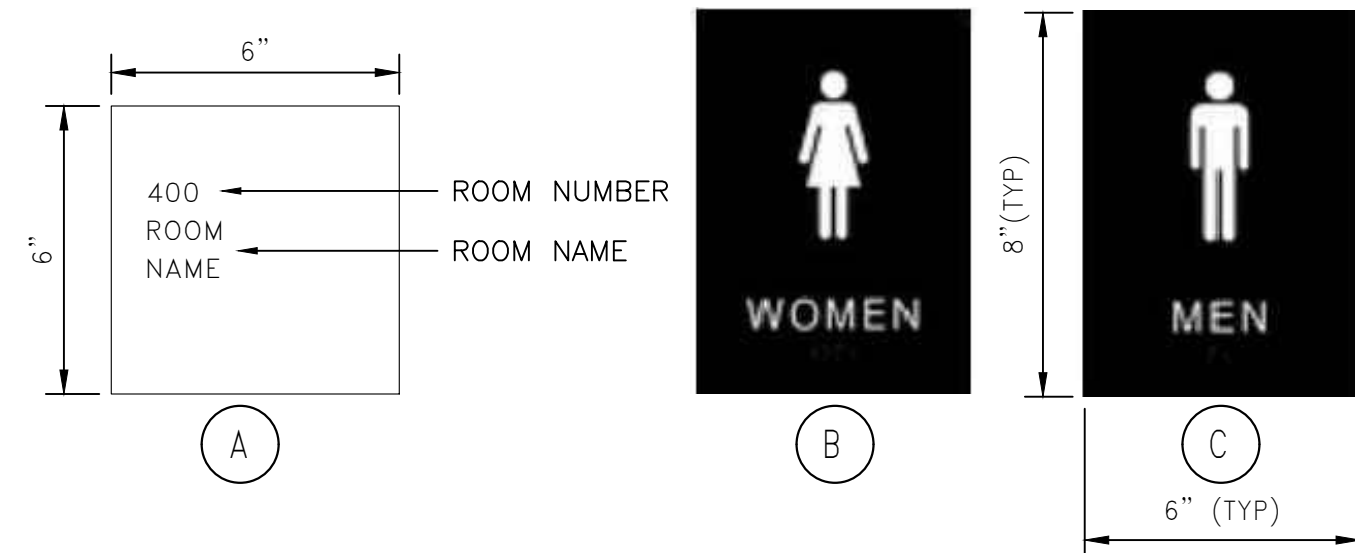 6”
6”
400
ROOM
NAME
ROOM NUMBER
ROOM NAME
A
WOMEN
B
8”(TYP)
MEN
C
6” (TYP)